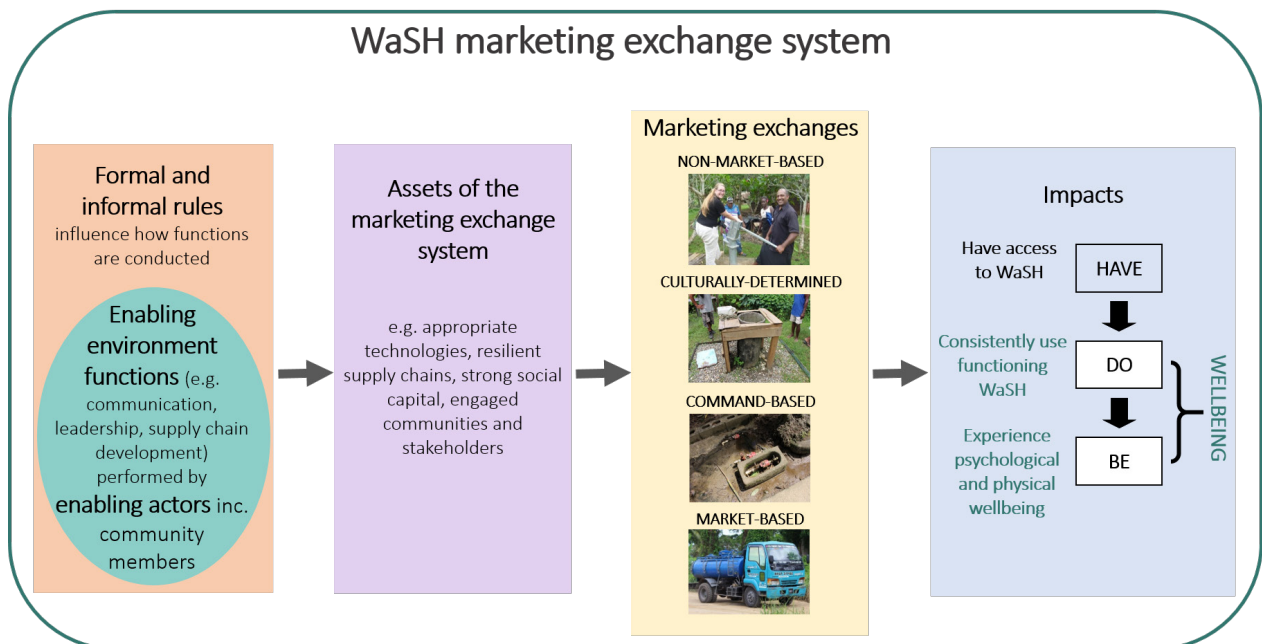 WaSH marketing exchange system
Formal and
informal rules
influence how functions
are conducted
Enabling
environment
functions (e.g.
communication,
leadership, supply chain
development)
performed by
enabling actors inc.
community
members
Assets of the
marketing exchange
system
e.g. appropriate
technologies, resilient
supply chains, strong social
capital, engaged
communities and
stakeholders
Marketing exchanges
NON-MARKET-BASED
CULTURALLY-DETERMINED
COMMAND-BASED
MARKET-BASED
Impacts
Have access
to WaSH
HAVE
Consistently use
functioning
WaSH
DO
Experience
psychological
and physical
wellbeing
BE
WELLBEING